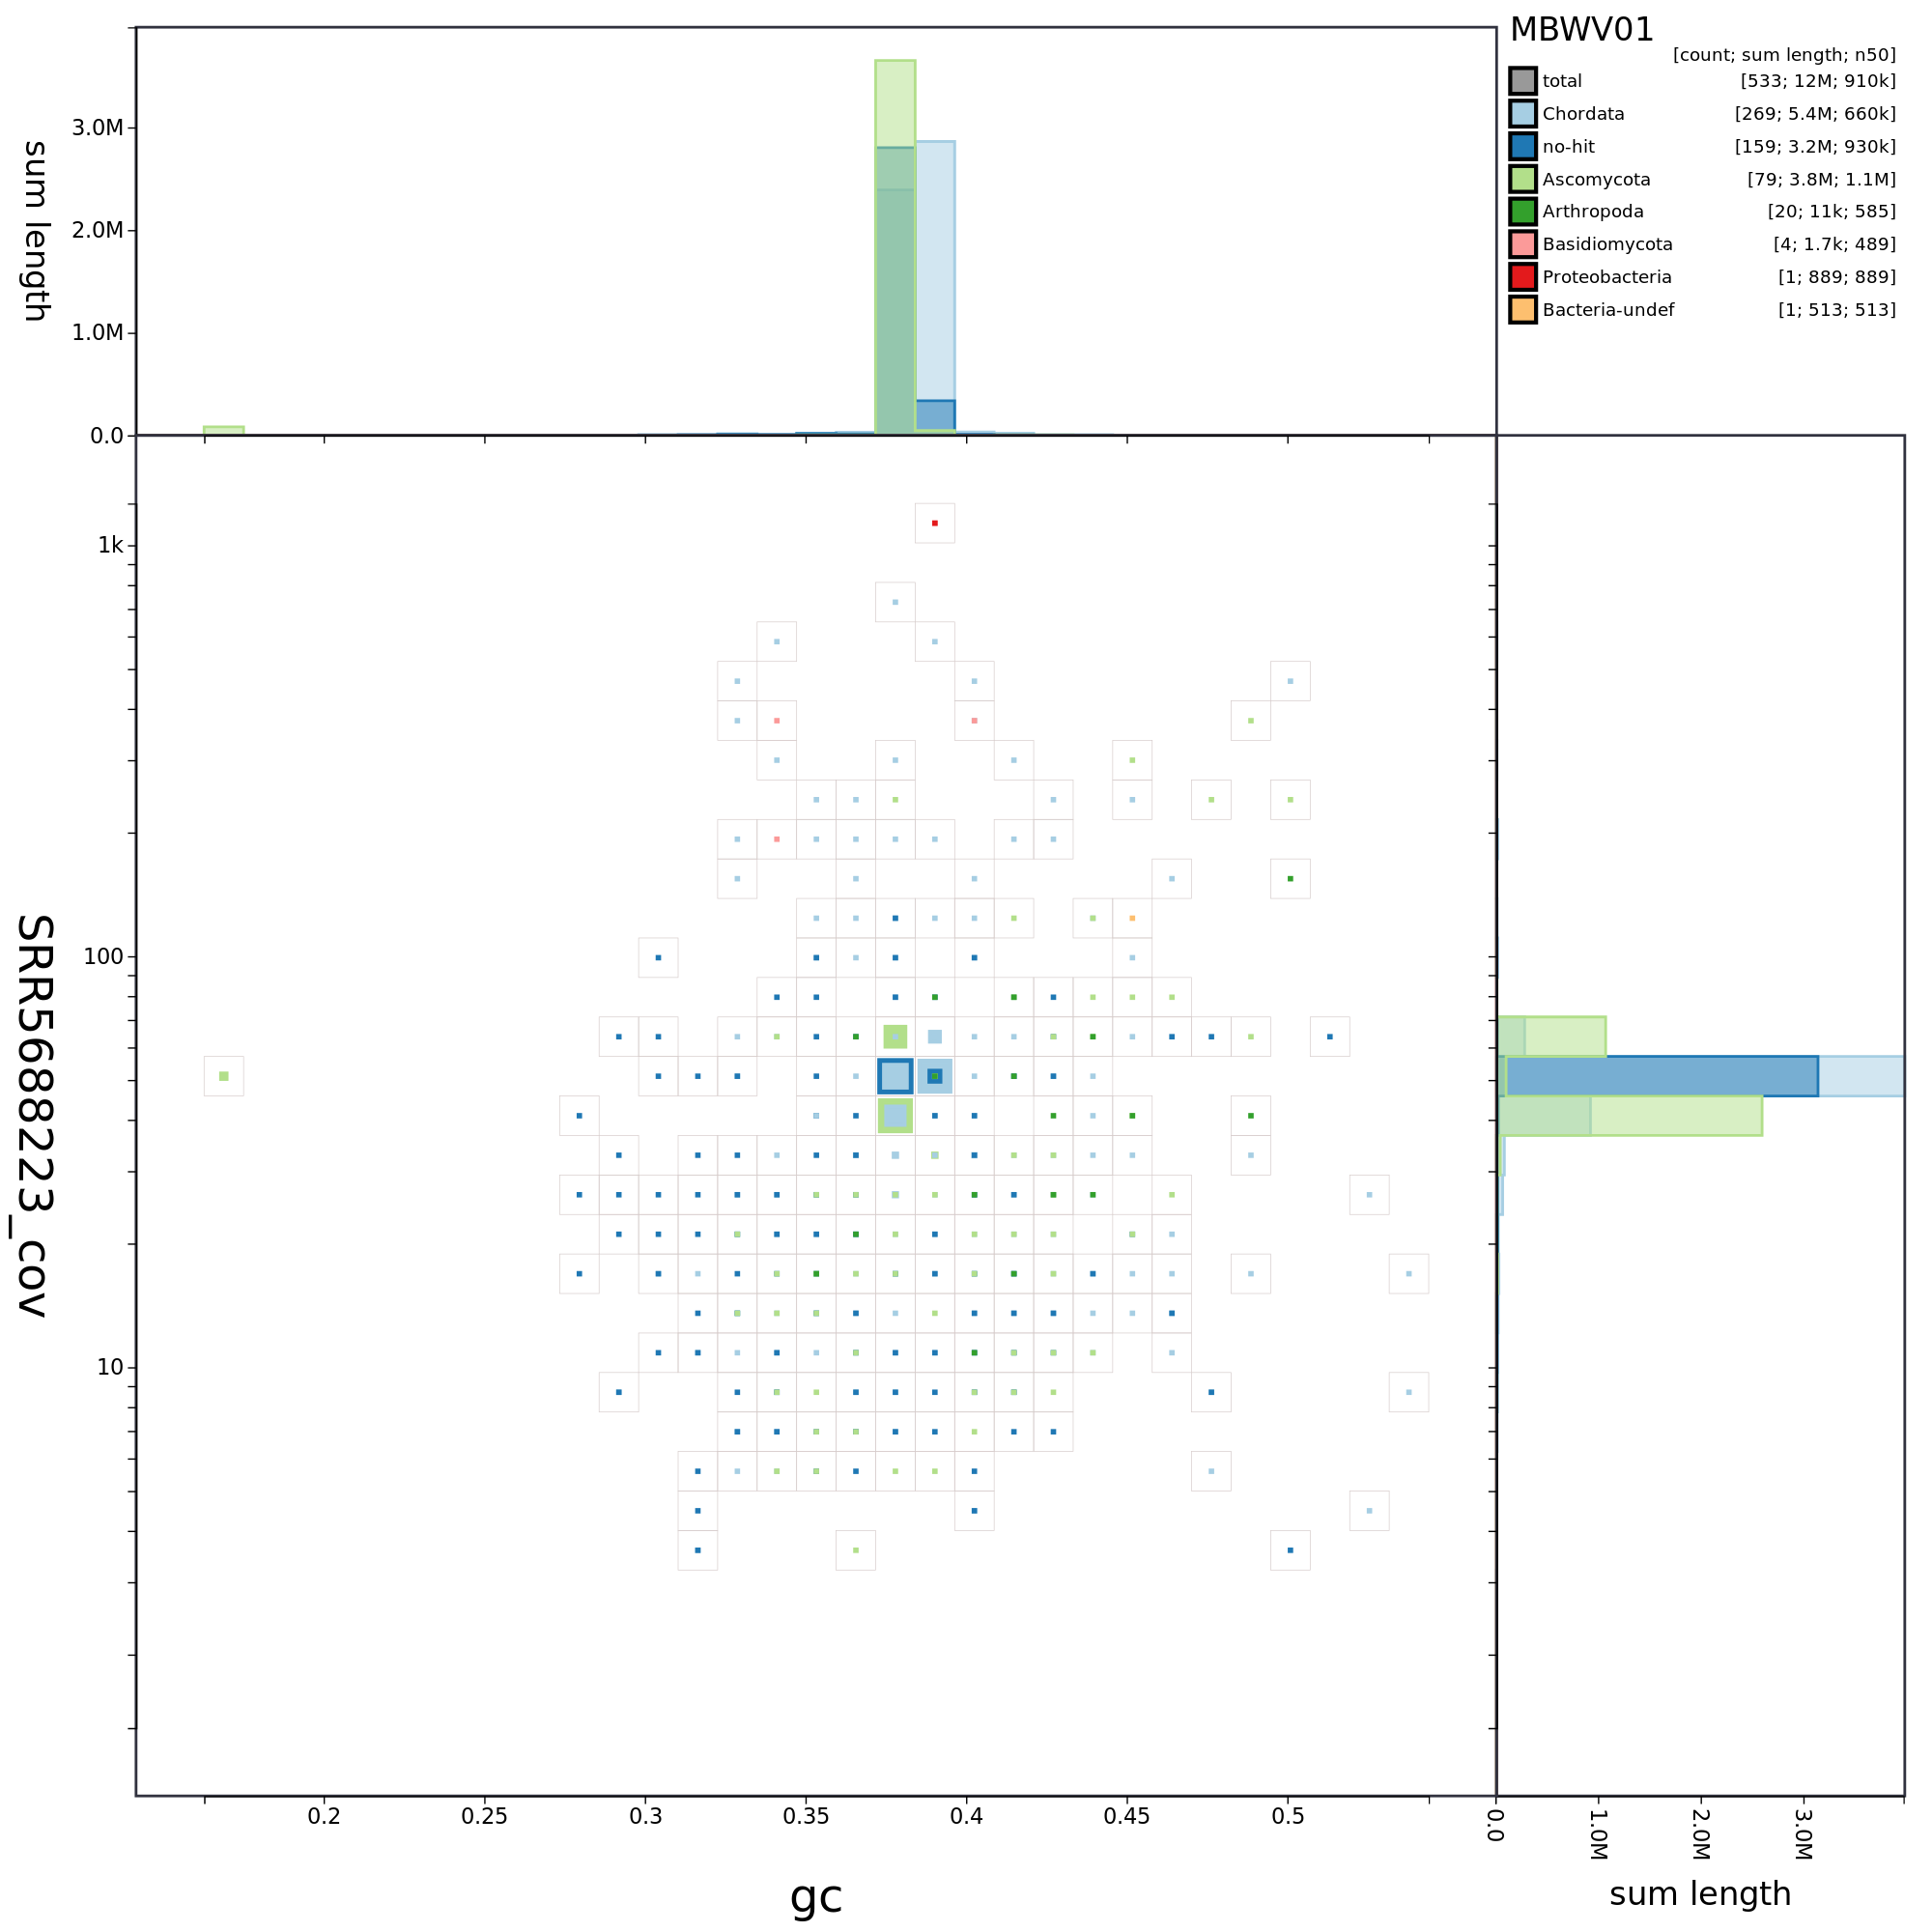 MBWV01
[count; sum length; n50]
total [533; 12M; 910k]
Chordata [269; 5.4M; 660k]
no-hit [159; 3.2M; 930k]
Ascomycota [79; 3.8M; 1.1M]
Arthropoda [20; 11k; 585]
Basidiomycota [4; 1.7k; 489]
Proteobacteria [1; 889; 889]
Bacteria-undef [1; 513; 513]
sum length
3.0M
2.0M
1.0M
0.0
SRR5688223_cov
1k
100
10
0.2 0.25 0.3 0.35 0.4 0.45 0.5
gc
0.0 1.0M 2.0M 3.0M
sum length